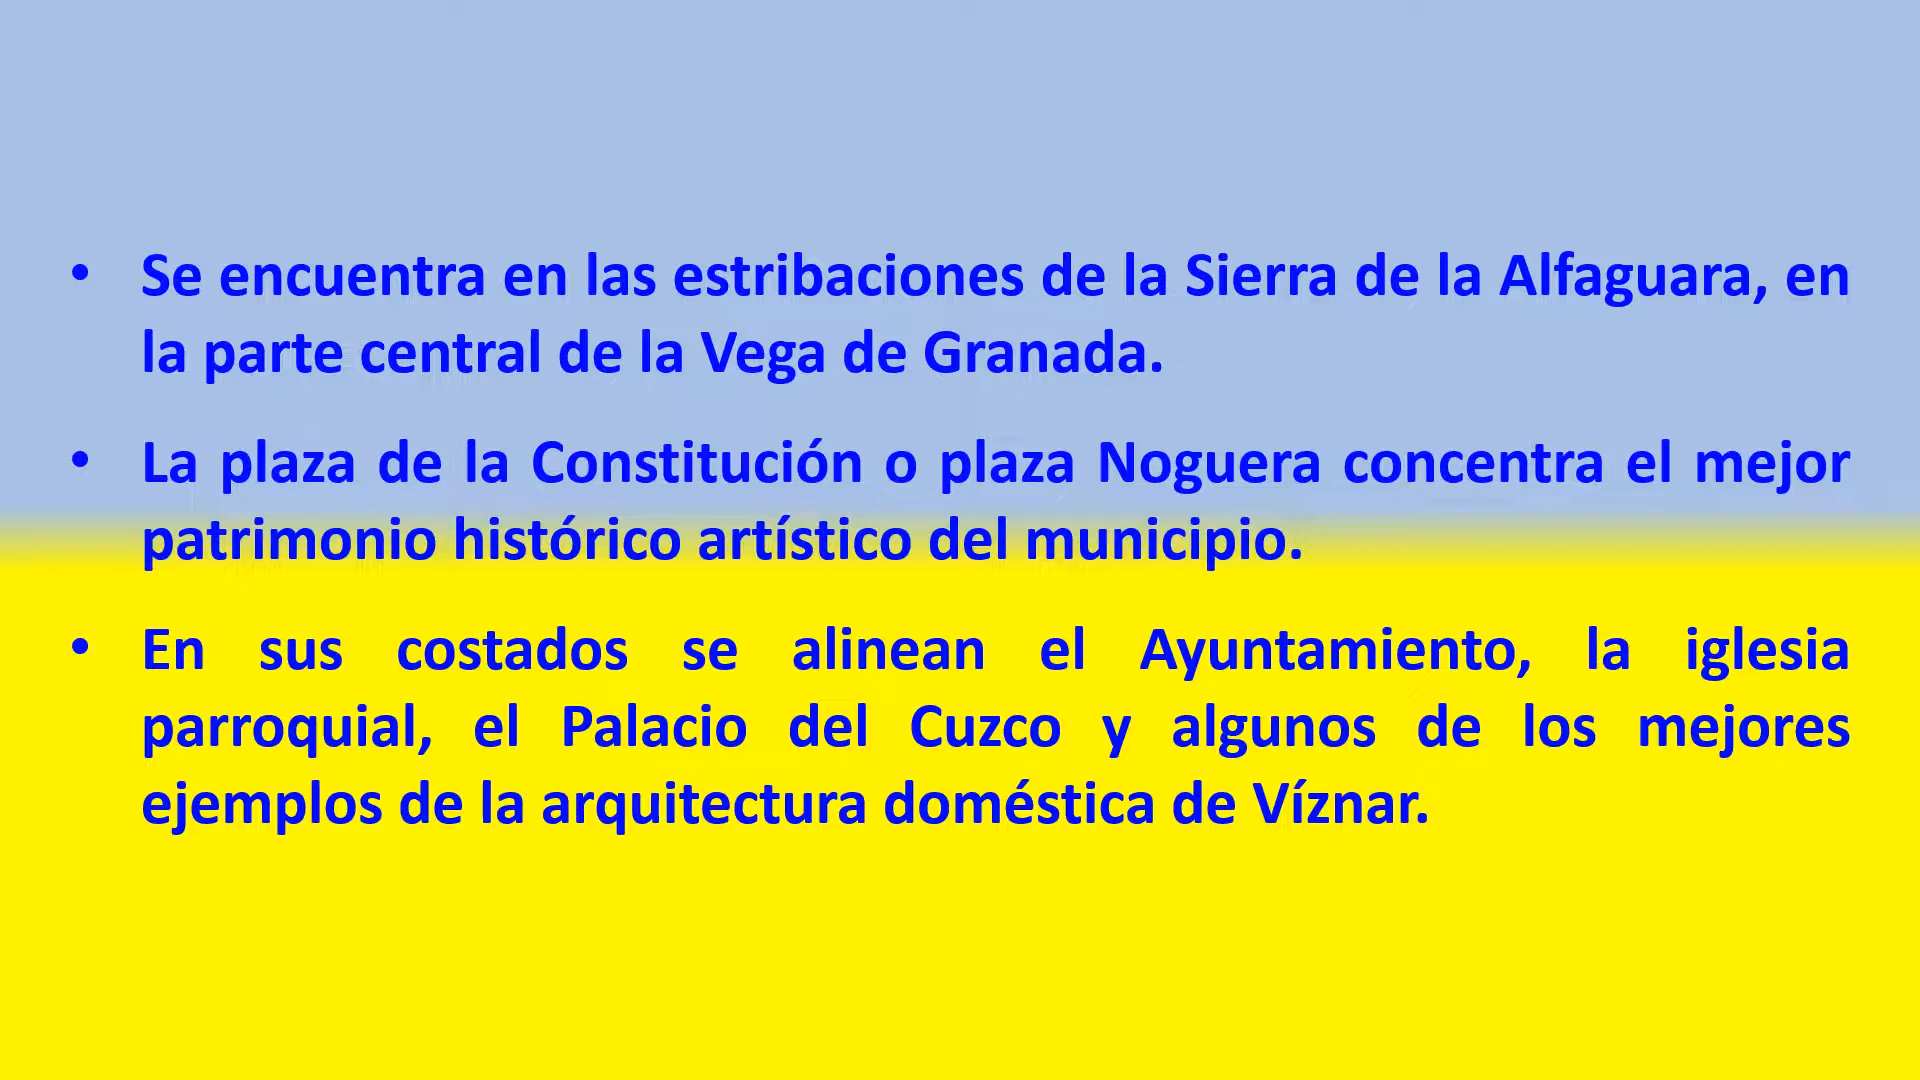 • Se encuentra en las estribaciones de la Sierra de la Alfaguara, en
la parte central de la Vega de Granada.
• La plaza de la Constitución o plaza Noguera concentra el mejor
patrimonio histórico artístico del municipio.
• En sus costados se alinean el Ayuntamiento, la iglesia
parroquial, el Palacio del Cuzco y algunos de los mejores
ejemplos de la arquitectura doméstica de Víznar.